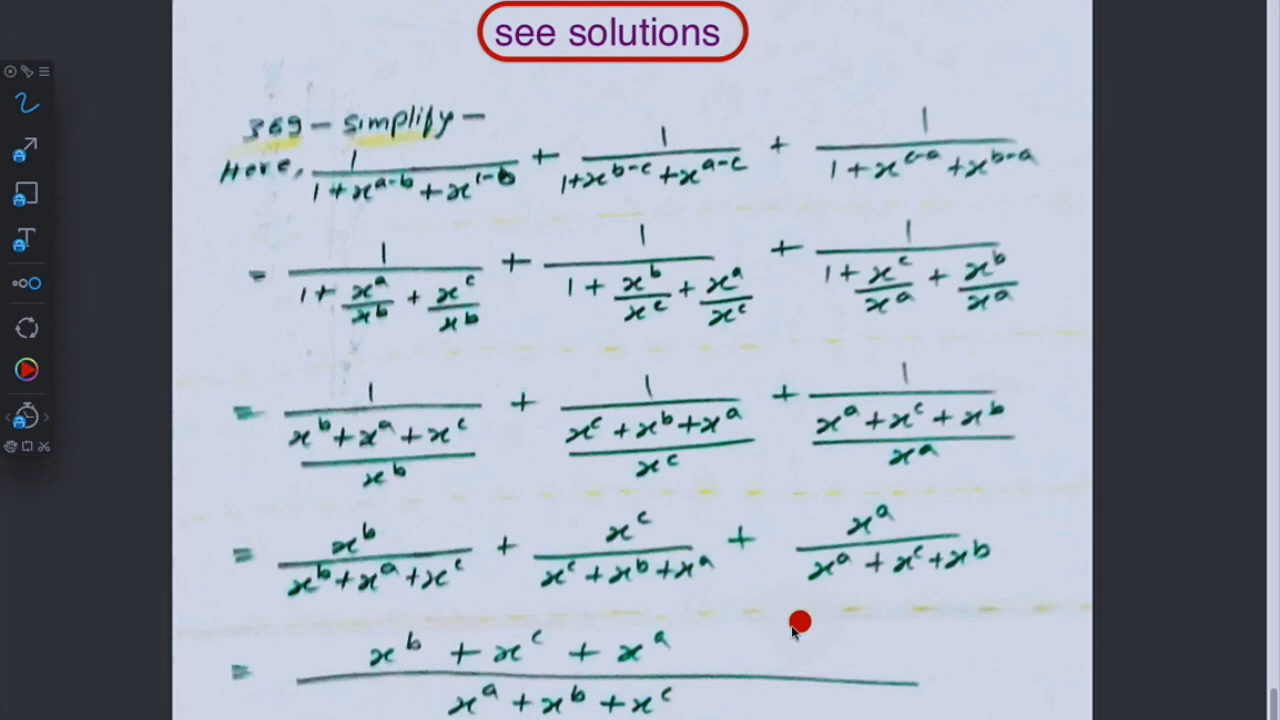 see solutions
369 - simplify -
Here, 1/(1+x^(a-b)+x^(c-b)) + 1/(1+x^(b-c)+x^(a-c)) + 1/(1+x^(c-a)+x^(b-a))
= 1/(1+x^a/x^b+x^c/x^b) + 1/(1+x^b/x^c+x^a/x^c) + 1/(1+x^c/x^a+x^b/x^a)
= 1/((x^b+x^a+x^c)/x^b) + 1/((x^c+x^b+x^a)/x^c) + 1/((x^a+x^c+x^b)/x^a)
= x^b/(x^b+x^a+x^c) + x^c/(x^c+x^b+x^a) + x^a/(x^a+x^c+x^b)
= (x^b+x^c+x^a)/(x^a+x^b+x^c)